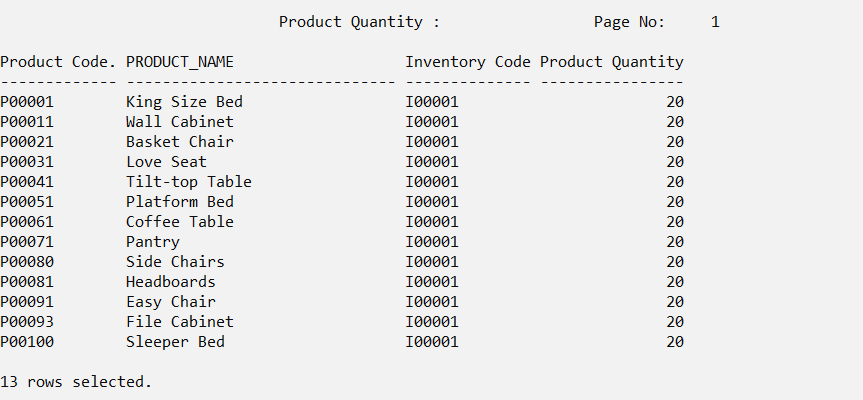 Product Quantity : Page No: 1
Product Code. PRODUCT_NAME Inventory Code Product Quantity
------------- ------------------------------ -------------- ----------------
P00001 King Size Bed I00001 20
P00011 Wall Cabinet I00001 20
P00021 Basket Chair I00001 20
P00031 Love Seat I00001 20
P00041 Tilt-top Table I00001 20
P00051 Platform Bed I00001 20
P00061 Coffee Table I00001 20
P00071 Pantry I00001 20
P00080 Side Chairs I00001 20
P00081 Headboards I00001 20
P00091 Easy Chair I00001 20
P00093 File Cabinet I00001 20
P00100 Sleeper Bed I00001 20
13 rows selected.